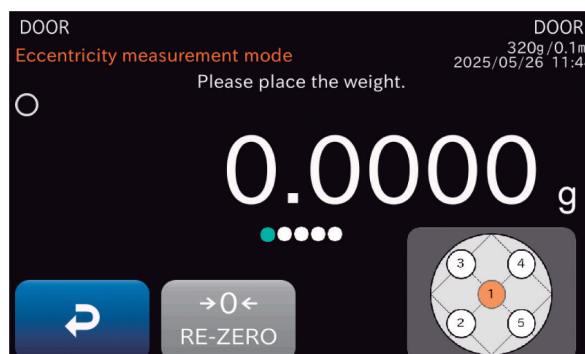 DOOR DOOR
Eccentricity measurement mode 320g/0.1m
2025/05/26 11:4
Please place the weight.
0.0000 g
3 4
1
2 5
→0←
RE-ZERO